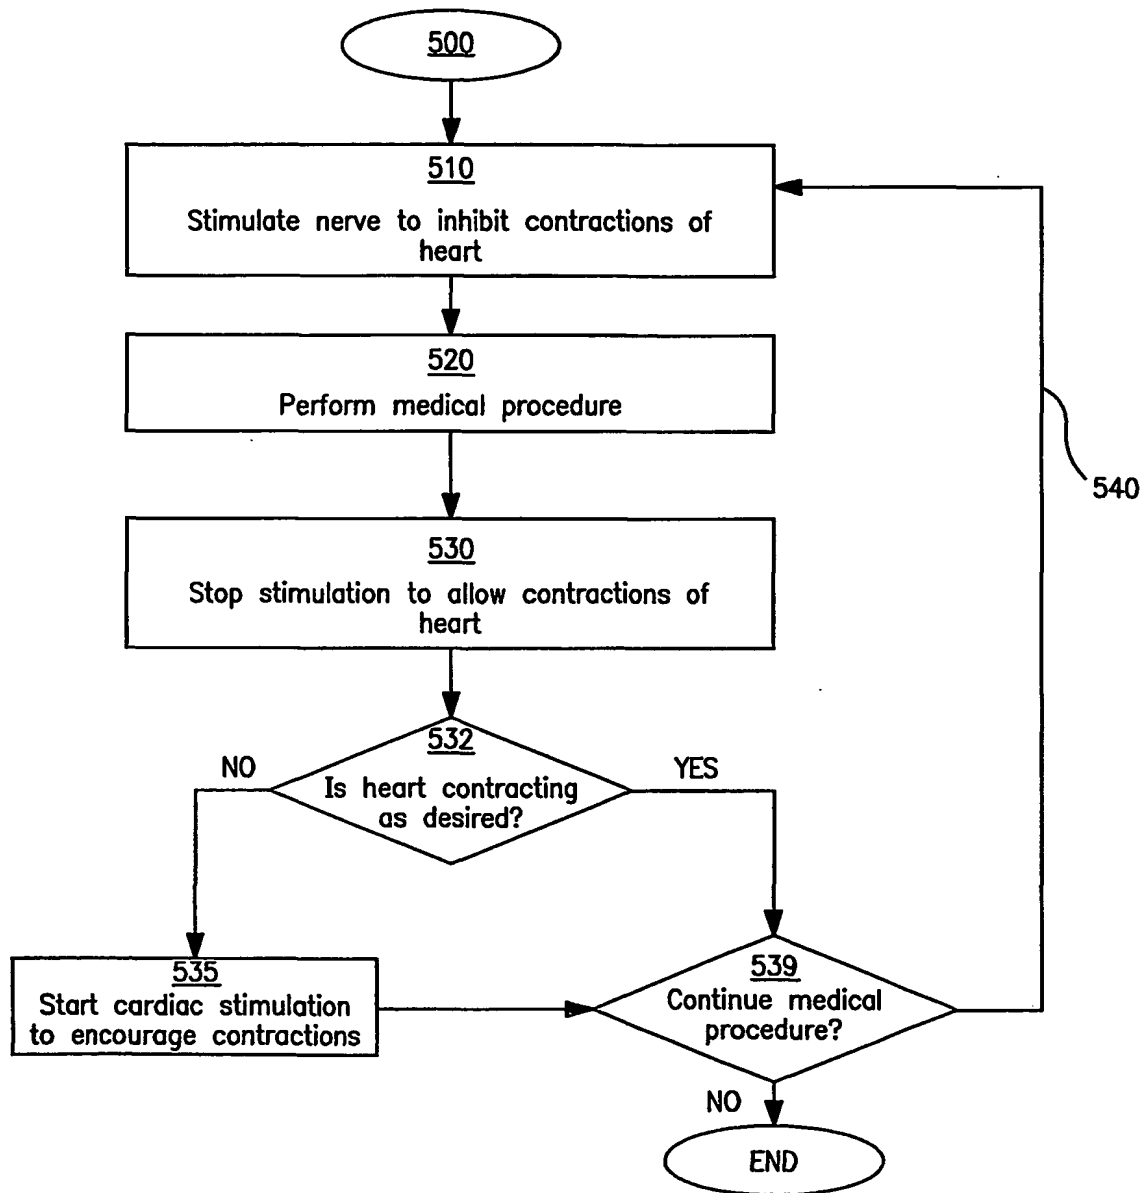 500
510
Stimulate nerve to inhibit contractions of
heart
520
Perform medical procedure
540
530
Stop stimulation to allow contractions of
heart
532
NO
YES
Is heart contracting
as desired?
535
Start cardiac stimulation
to encourage contractions
539
Continue medical
procedure?
NO
END